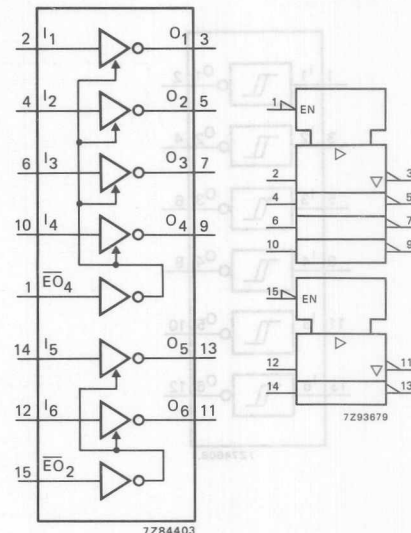 2 I1 O1 3
4 I2 O2 5
6 I3 O3 7
10 I4 O4 9
1 EO4
14 I5 O5 13
12 I6 O6 11
15 EO2
7Z84403
1 EN
2 3
4 5
6 7
10 9
15 EN
12 11
14 13
7Z93679